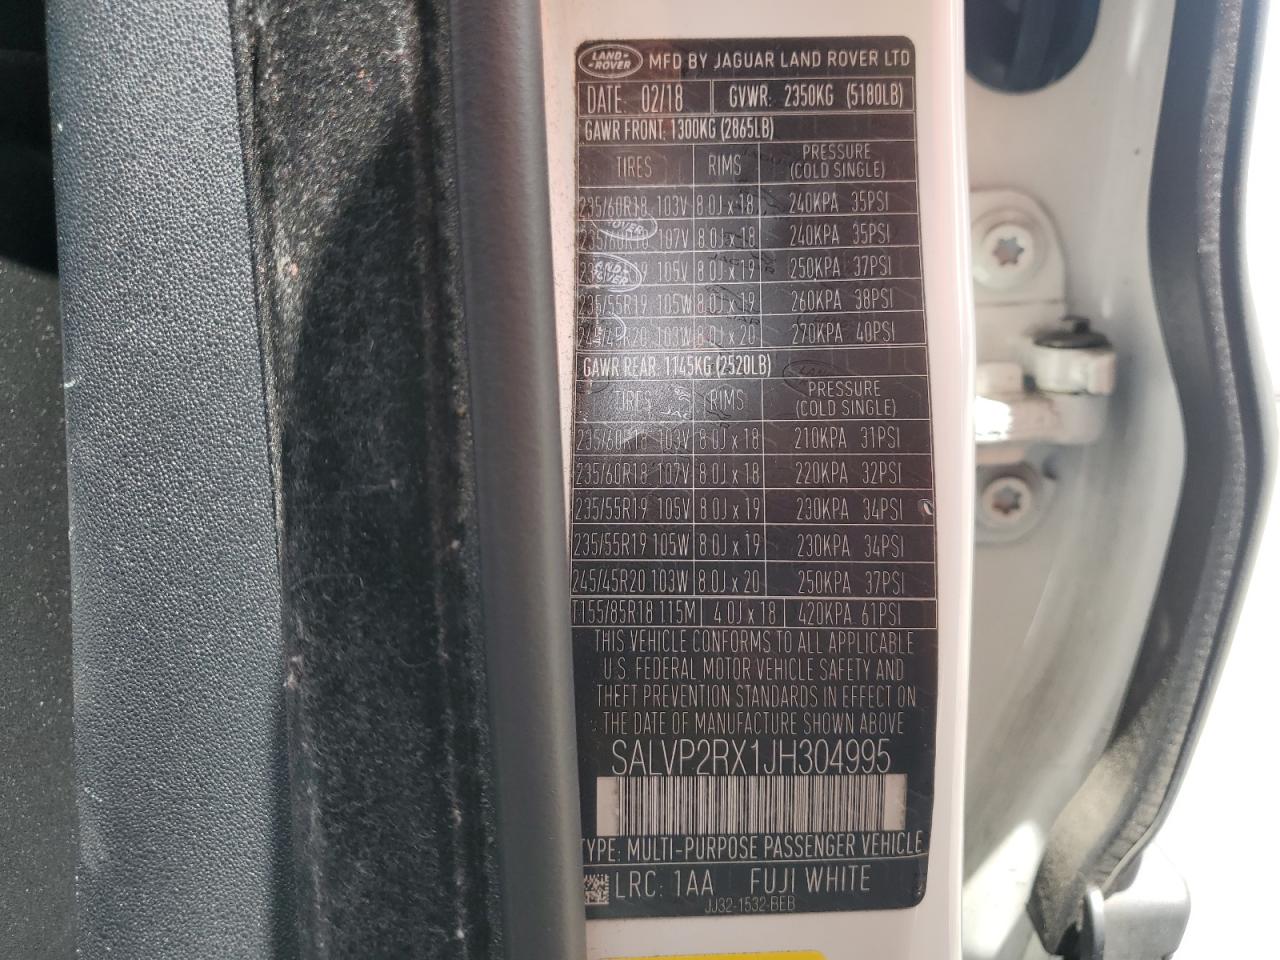 LAND-ROVER MFD BY JAGUAR LAND ROVER LTD
DATE: 02/18 GVWR: 2350KG (5180LB)
GAWR FRONT: 1300KG (2865LB)
TIRES RIMS PRESSURE (COLD SINGLE)
235/60R18 103V 8.0J x 18 240KPA 35PSI
235/60R18 107V 8.0J x 18 240KPA 35PSI
105V 8.0J x 19 250KPA 37PSI
235/55R19 105W 8.0J x 19 260KPA 38PSI
245/45R20 103W 8.0J x 20 270KPA 40PSI
GAWR REAR: 1145KG (2520LB)
TIRES RIMS PRESSURE (COLD SINGLE)
235/60R18 103V 8.0J x 18 210KPA 31PSI
235/60R18 107V 8.0J x 18 220KPA 32PSI
235/55R19 105V 8.0J x 19 230KPA 34PSI
235/55R19 105W 8.0J x 19 230KPA 34PSI
245/45R20 103W 8.0J x 20 250KPA 37PSI
T155/85R18 115M 4.0J x 18 420KPA 61PSI
THIS VEHICLE CONFORMS TO ALL APPLICABLE
U.S. FEDERAL MOTOR VEHICLE SAFETY AND
THEFT PREVENTION STANDARDS IN EFFECT ON
THE DATE OF MANUFACTURE SHOWN ABOVE
SALVP2RX1JH304995
TYPE: MULTI-PURPOSE PASSENGER VEHICLE
LRC: 1AA FUJI WHITE
JJ32-1532-BEB